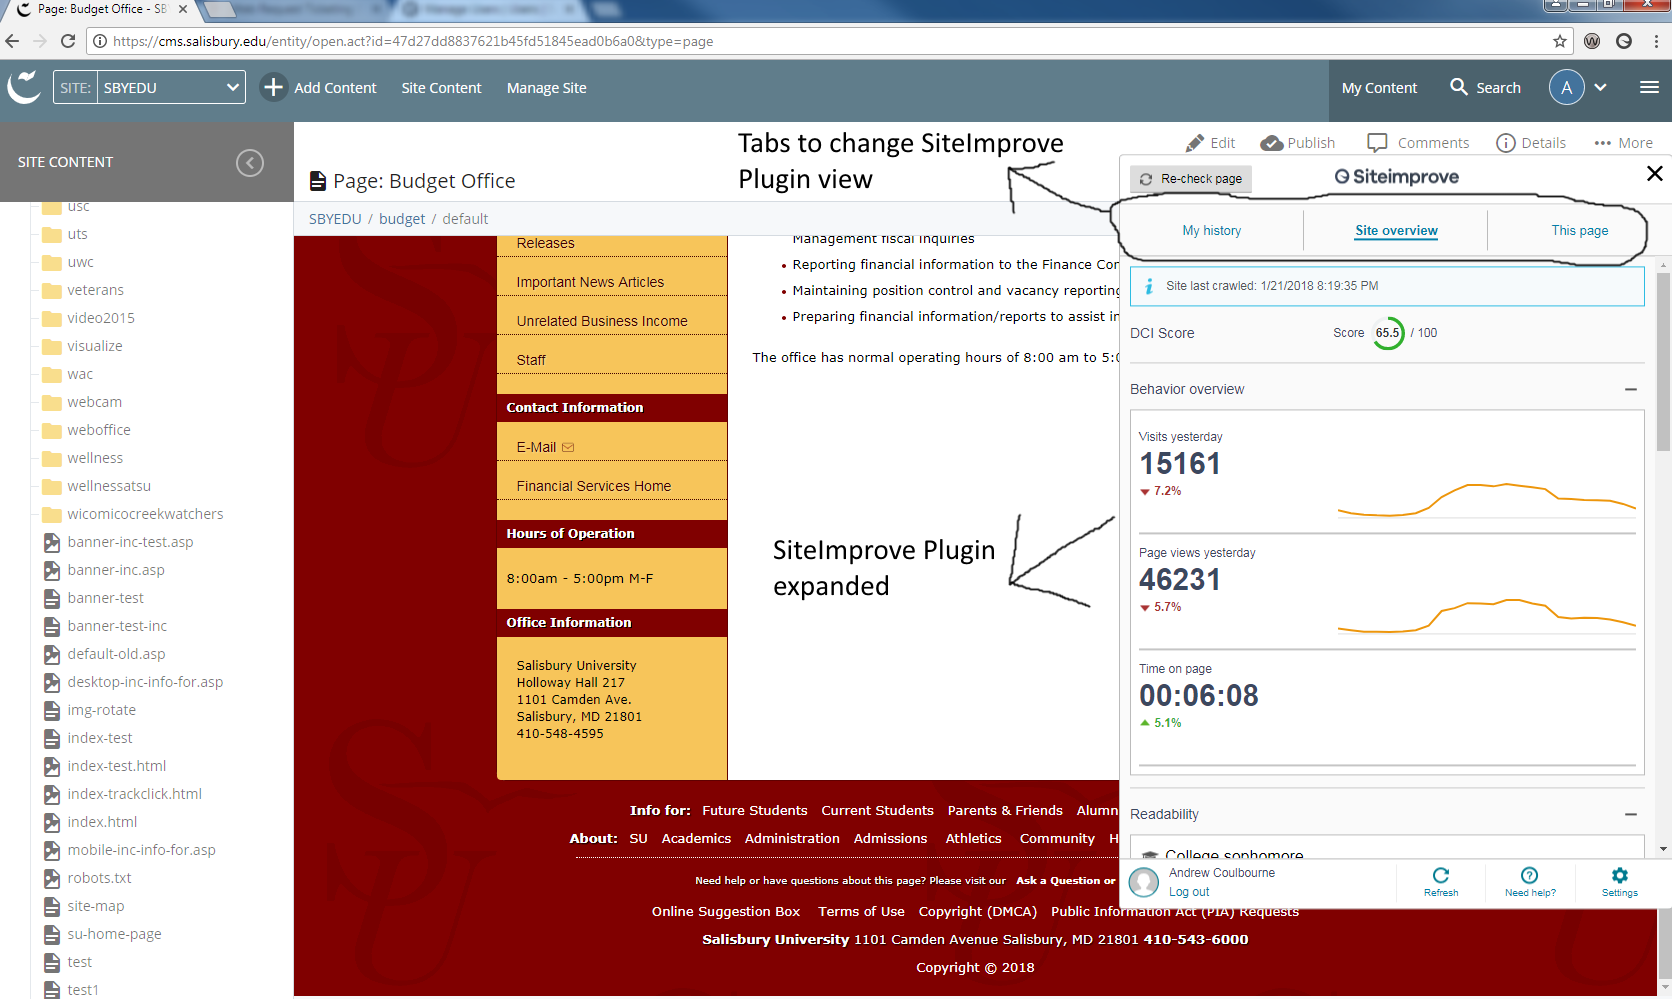 Page: Budget Office - SB
https://cms.salisbury.edu/entity/open.act?id=47d27dd8837621b45fd51845ead0b6a0&type=page
SITE: SBYEDU
Add Content Site Content Manage Site
My Content Search A
SITE CONTENT
Tabs to change SiteImprove
Plugin view
Edit Publish Comments Details More
Page: Budget Office
SBYEDU / budget / default
usc
uts
uwc
veterans
video2015
visualize
wac
webcam
weboffice
wellness
wellnessatsu
wicomicocreekwatchers
banner-inc-test.asp
banner-inc.asp
banner-test
banner-test-inc
default-old.asp
desktop-inc-info-for.asp
img-rotate
index-test
index-test.html
index-trackclick.html
index.html
mobile-inc-info-for.asp
robots.txt
site-map
su-home-page
test
test1
Releases
Important News Articles
Unrelated Business Income
Staff
Contact Information
E-Mail
Financial Services Home
Hours of Operation
8:00am - 5:00pm M-F
Office Information
Salisbury University
Holloway Hall 217
1101 Camden Ave.
Salisbury, MD 21801
410-548-4595
Management fiscal inquiries
Reporting financial information to the Finance Cor
Maintaining position control and vacancy reporting
Preparing financial information/reports to assist in
The office has normal operating hours of 8:00 am to 5:0
SiteImprove Plugin
expanded
Re-check page Siteimprove
My history Site overview This page
Site last crawled: 1/21/2018 8:19:35 PM
DCI Score Score 65.5 / 100
Behavior overview
Visits yesterday
15161
7.2%
Page views yesterday
46231
5.7%
Time on page
00:06:08
5.1%
Readability
College sophomore
Andrew Coulbourne
Log out
Refresh Need help? Settings
Info for: Future Students Current Students Parents & Friends Alumn
About: SU Academics Administration Admissions Athletics Community H
Need help or have questions about this page? Please visit our Ask a Question or
Online Suggestion Box Terms of Use Copyright (DMCA) Public Information Act (PIA) Requests
Salisbury University 1101 Camden Avenue Salisbury, MD 21801 410-543-6000
Copyright © 2018